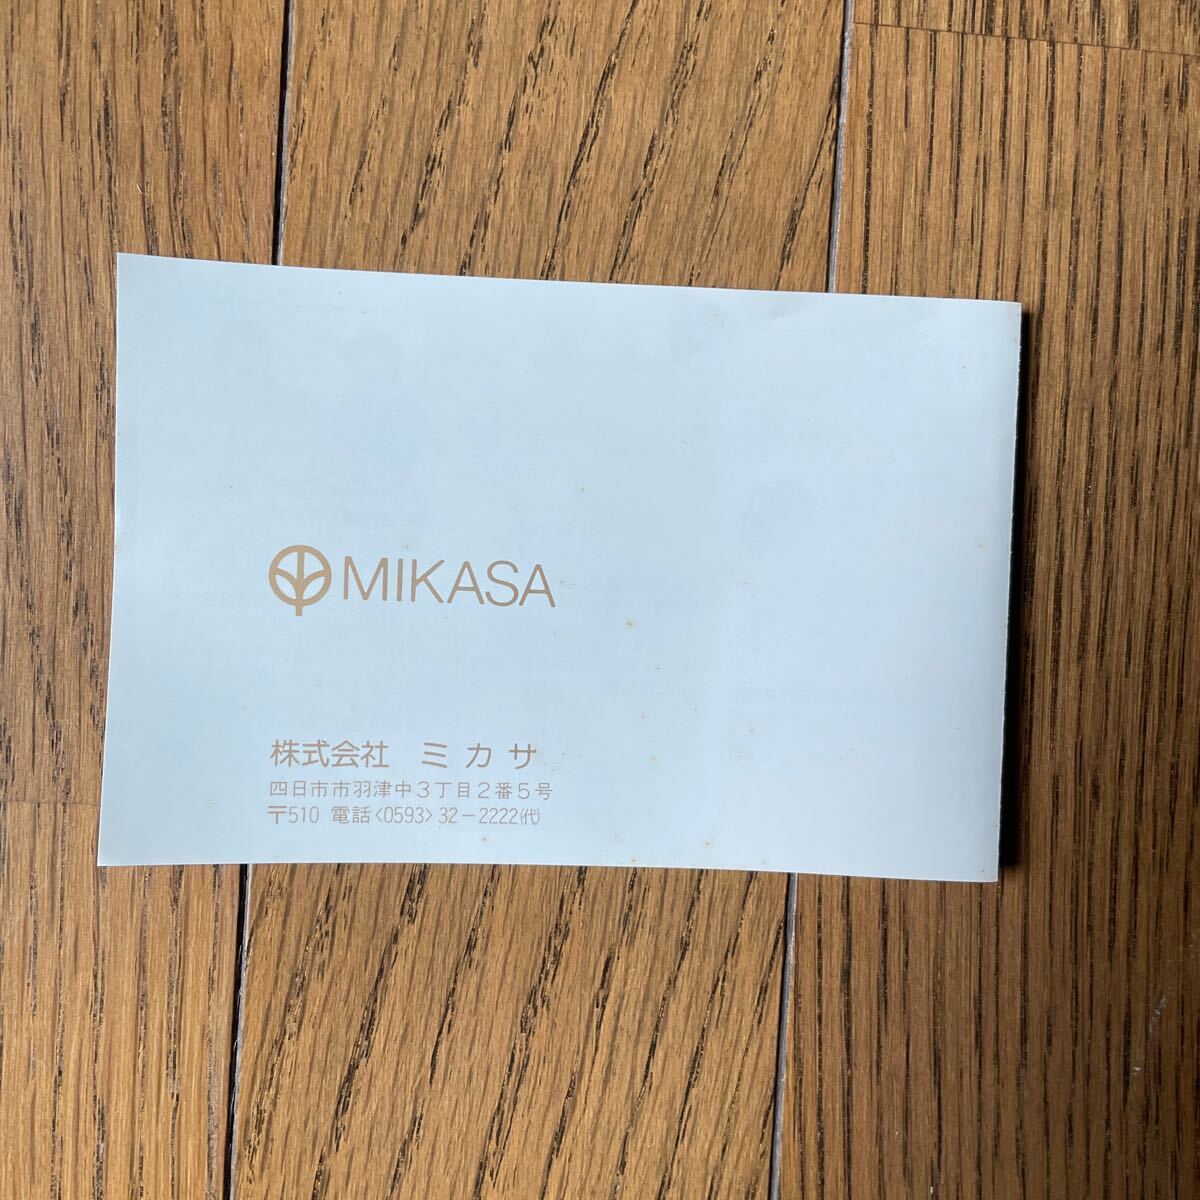 MIKASA
株式会社 ミカサ
四日市市羽津中3丁目2番5号
〒510 電話<0593>32-2222㈹